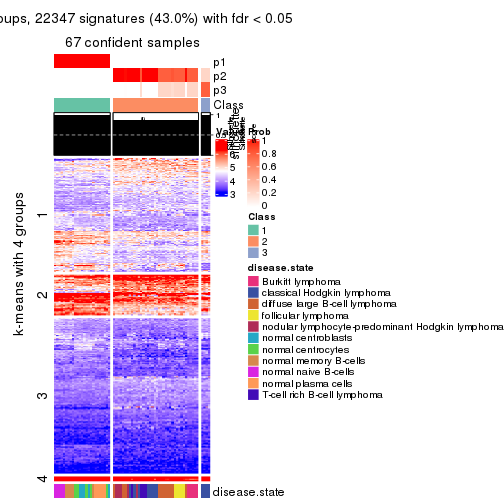 oups, 22347 signatures (43.0%) with fdr < 0.05
67 confident samples
p1
p2
p3
Class
1
Prob
1
0.8
0.6
0.4
0.2
0
5
4
3
k-means with 4 groups
1
2
3
4
Class
1
2
3
disease.state
Burkitt lymphoma
classical Hodgkin lymphoma
diffuse large B-cell lymphoma
follicular lymphoma
nodular lymphocyte-predominant Hodgkin lymphoma
normal centroblasts
normal centrocytes
normal memory B-cells
normal naive B-cells
normal plasma cells
T-cell rich B-cell lymphoma
disease.state